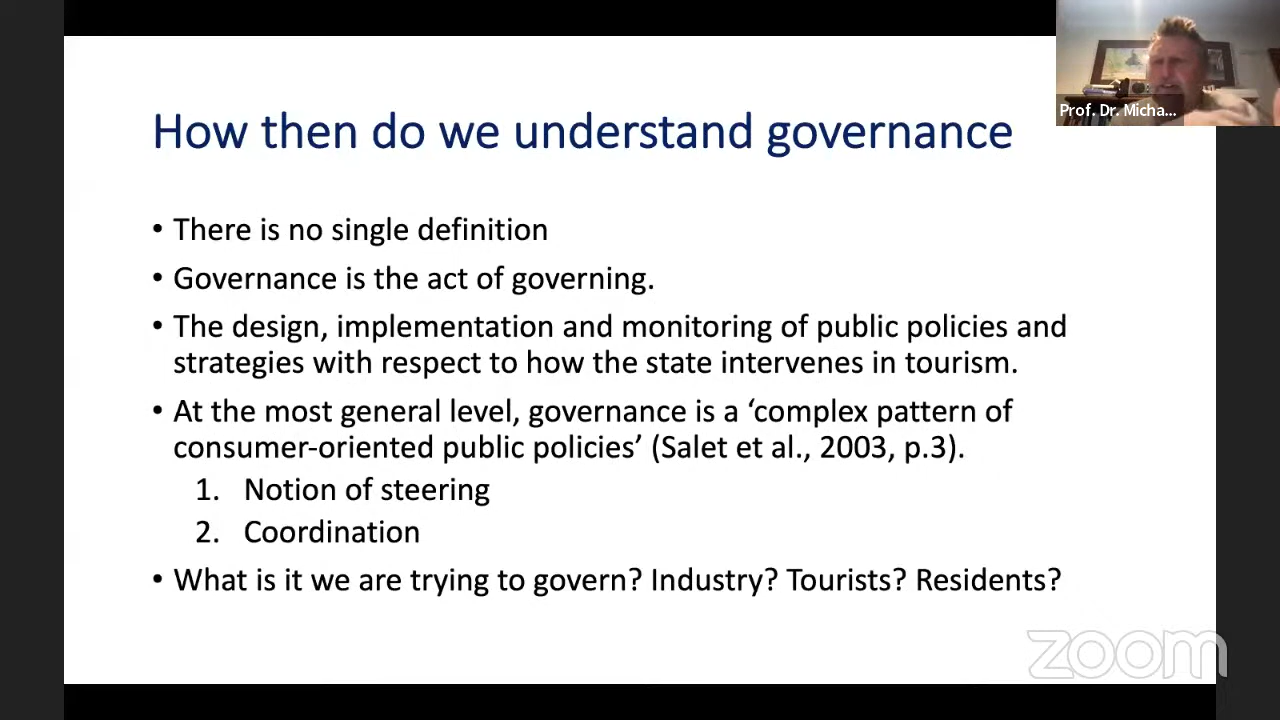 Prof. Dr. Micha...
How then do we understand governance
• There is no single definition
• Governance is the act of governing.
• The design, implementation and monitoring of public policies and
strategies with respect to how the state intervenes in tourism.
• At the most general level, governance is a ‘complex pattern of
consumer-oriented public policies’ (Salet et al., 2003, p.3).
1. Notion of steering
2. Coordination
• What is it we are trying to govern? Industry? Tourists? Residents?
zoom